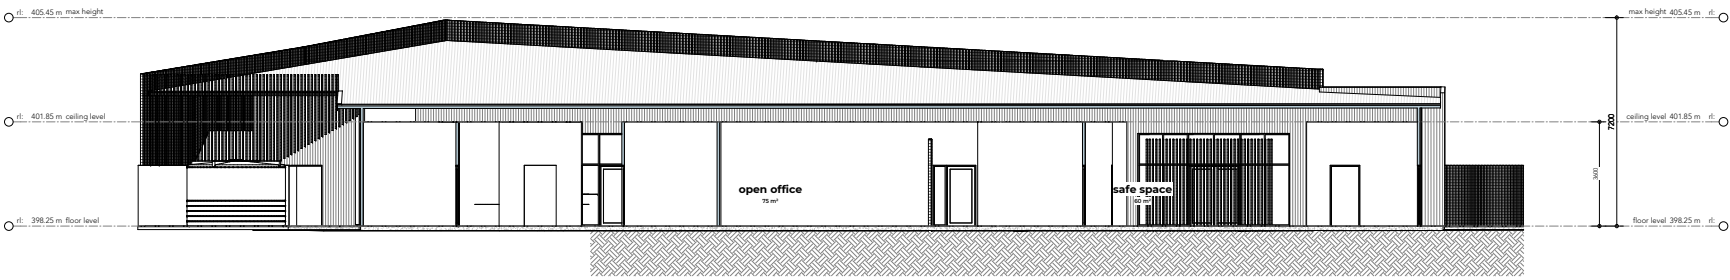 rl: 405.45 m max height
max height 405.45 m rl:
rl: 401.85 m ceiling level
ceiling level 401.85 m rl:
7200
3600
open office
75 m²
safe space
60 m²
rl: 398.25 m floor level
floor level 398.25 m rl: